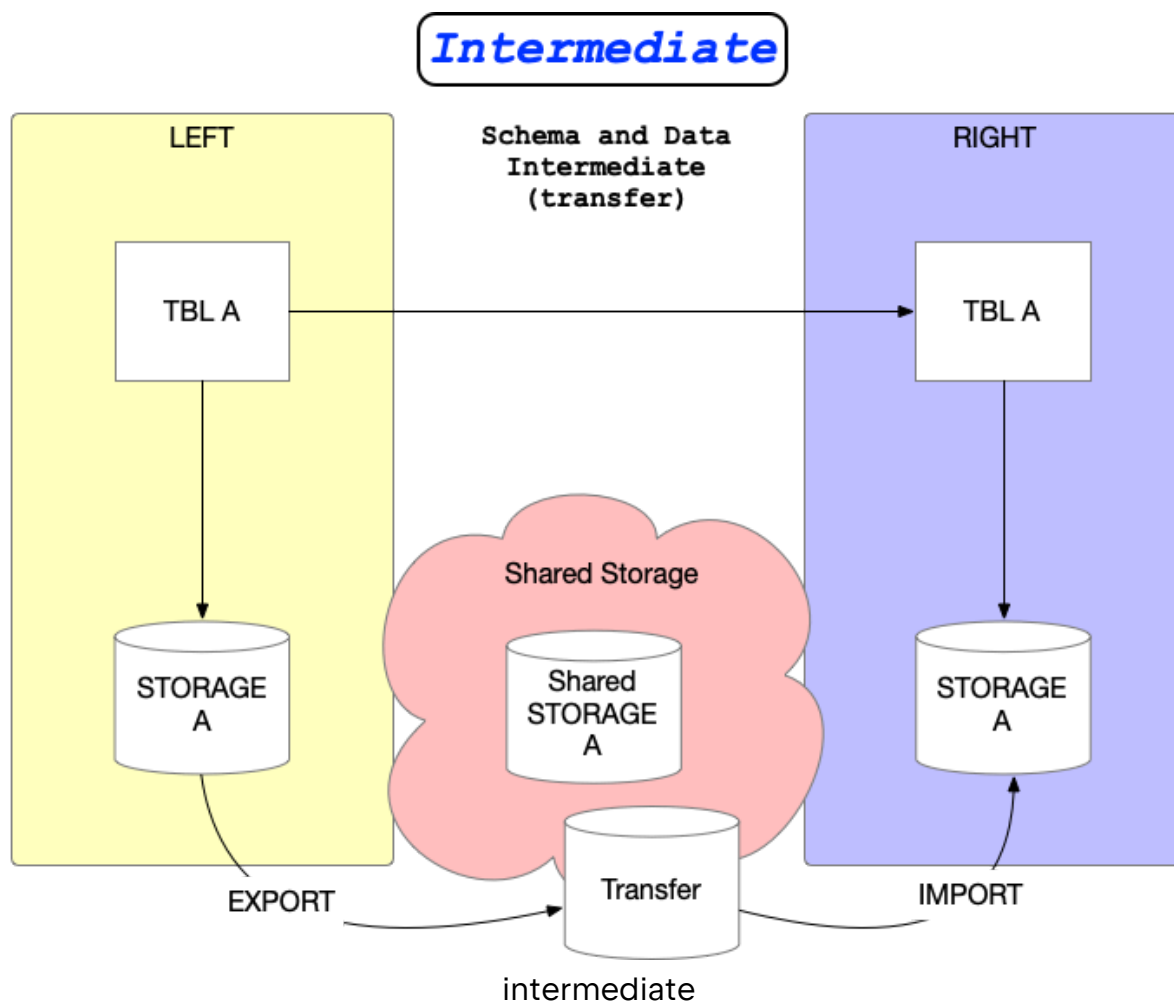 Intermediate
LEFT
Schema and Data
Intermediate
(transfer)
RIGHT
TBL A
TBL A
Shared Storage
STORAGE
A
Shared
STORAGE
A
STORAGE
A
EXPORT
Transfer
IMPORT
intermediate